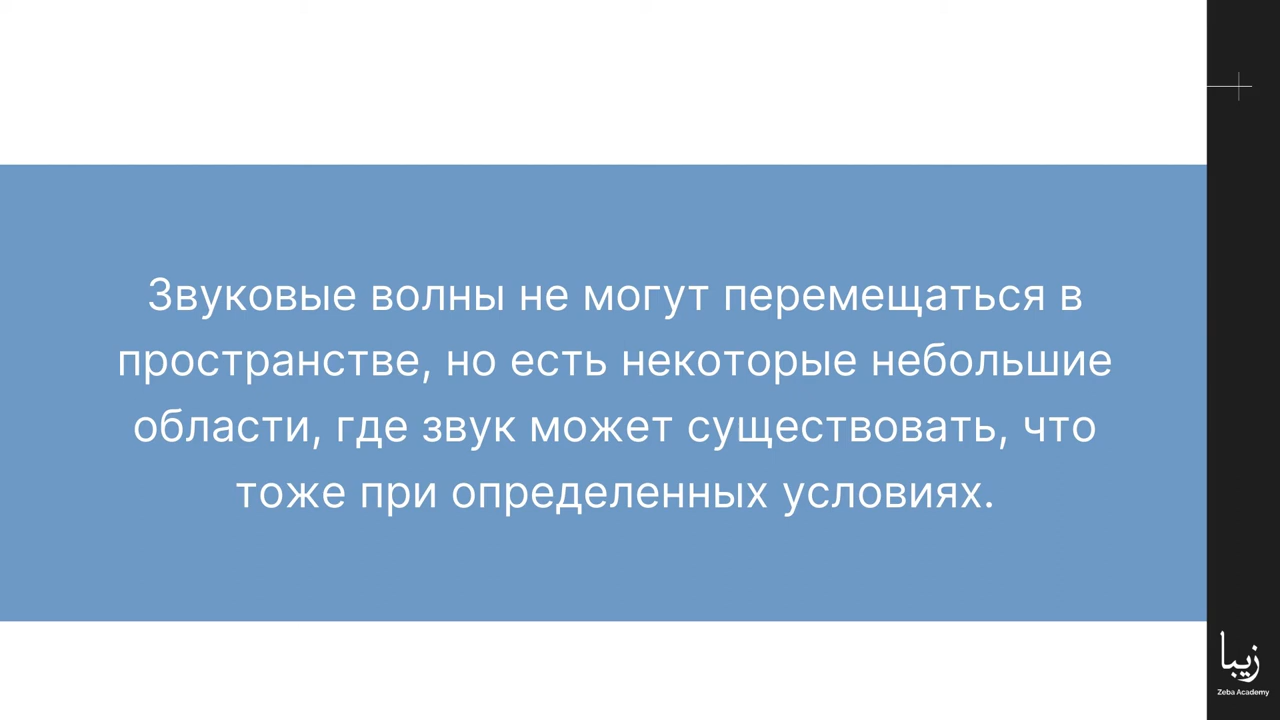 Звуковые волны не могут перемещаться в
пространстве, но есть некоторые небольшие
области, где звук может существовать, что
тоже при определенных условиях.
زیبا
Zeba Academy